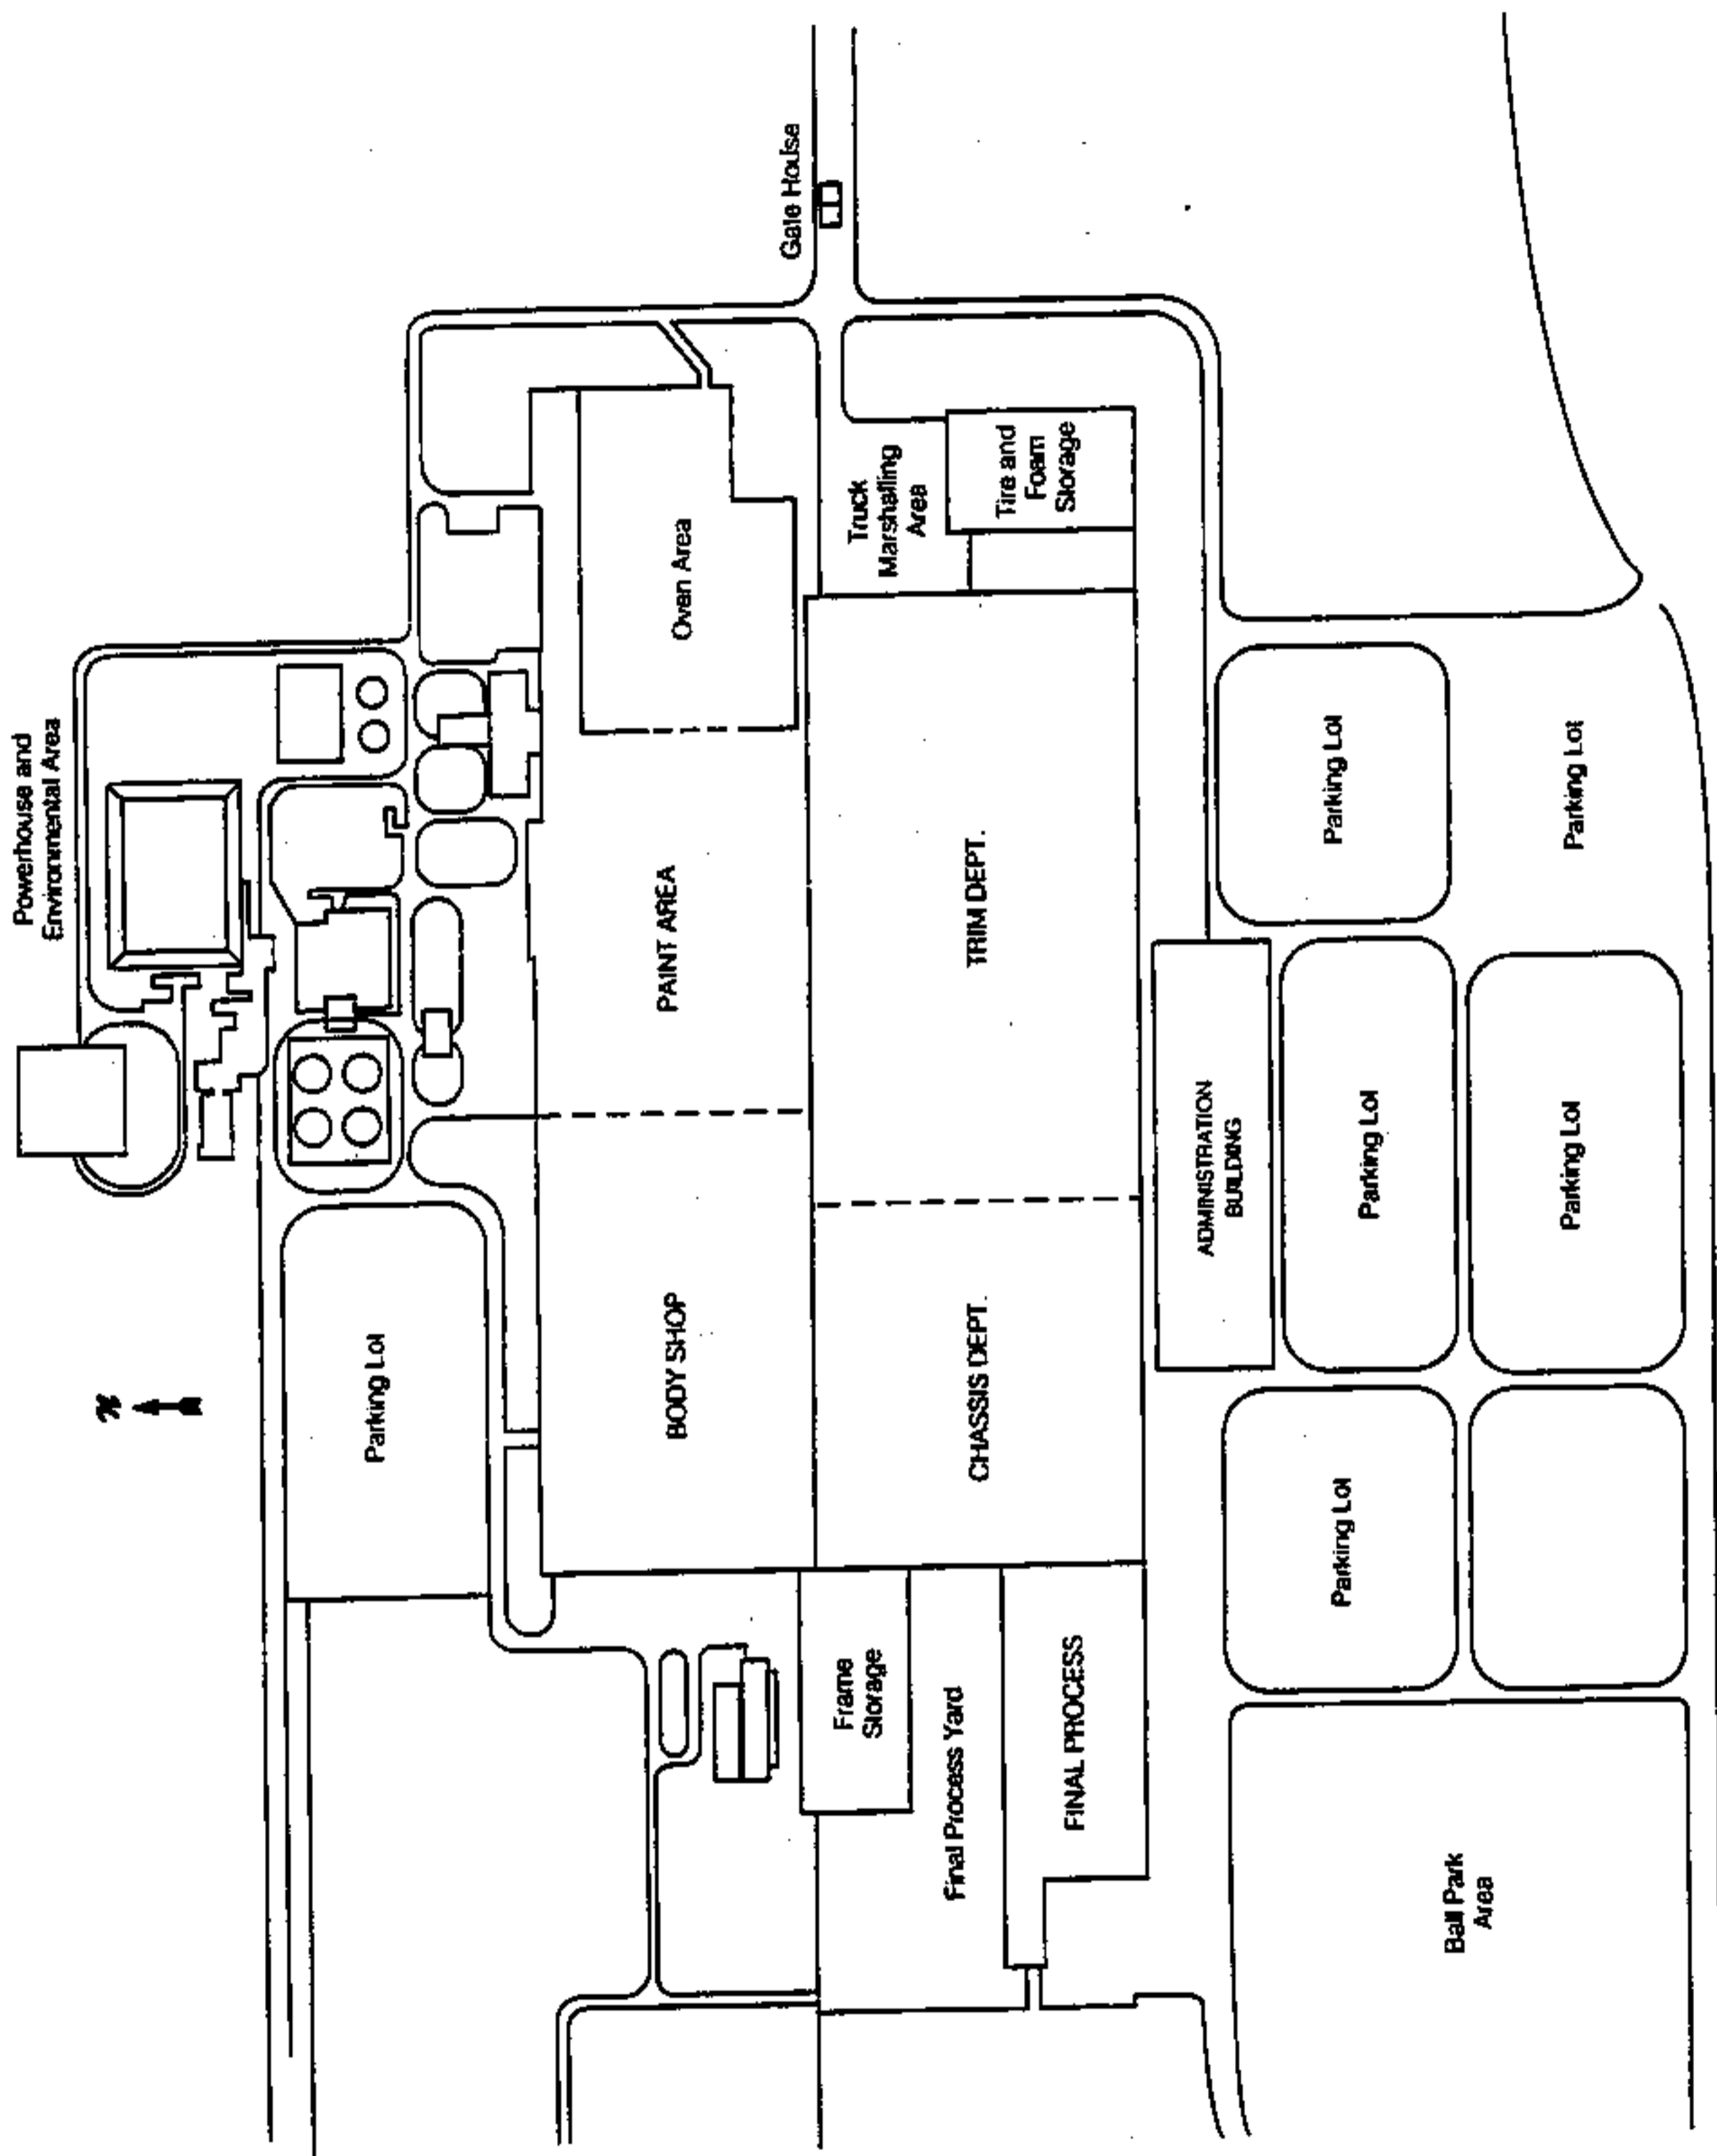 Powerhouse and
Environmental Area
N
Parking Lot
Gate House
Oven Area
PAINT AREA
BODY SHOP
Truck
Marshalling
Area
Tire and
Foam
Storage
TRIM DEPT.
CHASSIS DEPT.
Frame
Storage
Final Process Yard
FINAL PROCESS
ADMINISTRATION
BUILDING
Parking Lot
Parking Lot
Parking Lot
Parking Lot
Parking Lot
Ball Park
Area